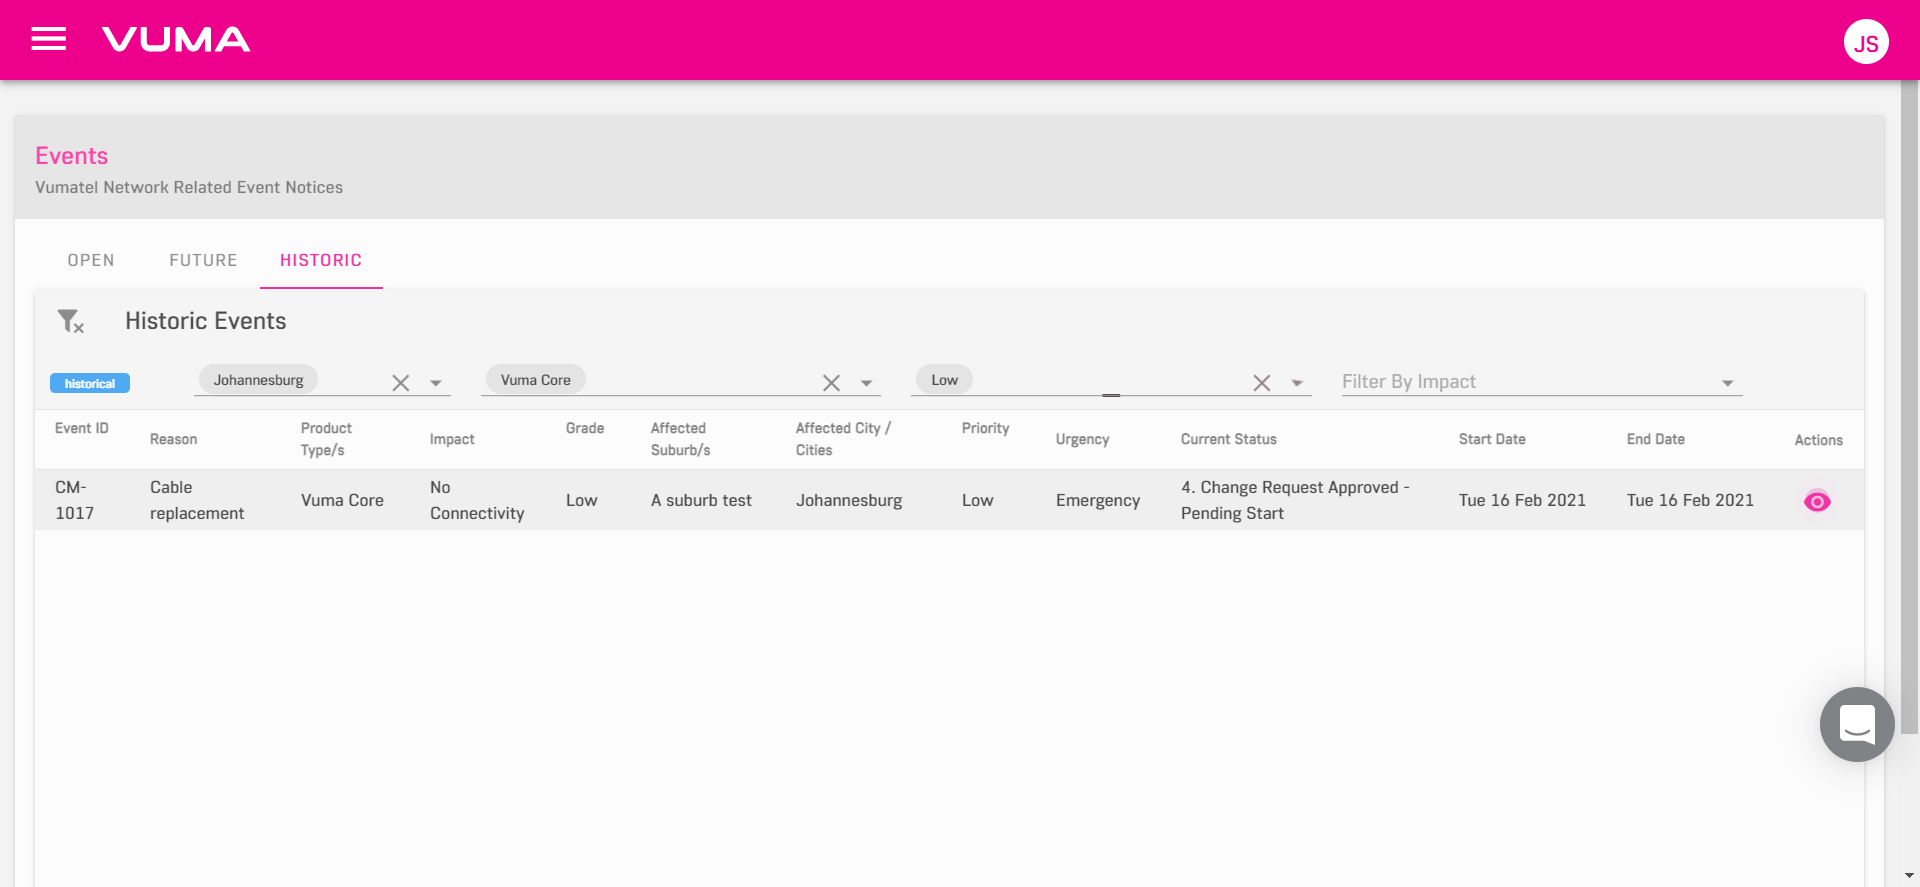 VUMA
JS
Events
Vumatel Network Related Event Notices
OPEN FUTURE HISTORIC
Historic Events
historical Johannesburg Vuma Core Low Filter By Impact
Event ID Reason Product Type/s Impact Grade Affected Suburb/s Affected City / Cities Priority Urgency Current Status Start Date End Date Actions
CM-1017 Cable replacement Vuma Core No Connectivity Low A suburb test Johannesburg Low Emergency 4. Change Request Approved - Pending Start Tue 16 Feb 2021 Tue 16 Feb 2021